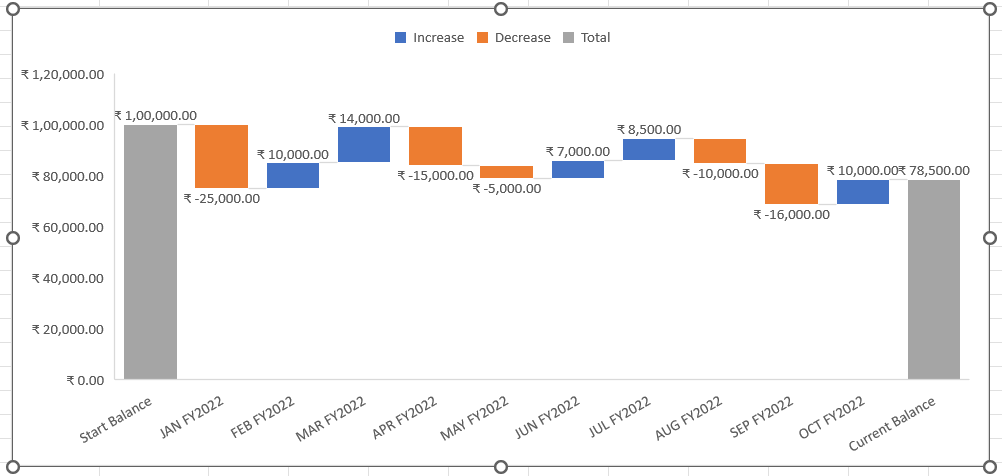 Increase Decrease Total
₹ 1,20,000.00
₹ 1,00,000.00
₹ 80,000.00
₹ 60,000.00
₹ 40,000.00
₹ 20,000.00
₹ 0.00
₹ 1,00,000.00
₹ -25,000.00
₹ 10,000.00
₹ 14,000.00
₹ -15,000.00
₹ -5,000.00
₹ 7,000.00
₹ 8,500.00
₹ -10,000.00
₹ -16,000.00
₹ 10,000.00
₹ 78,500.00
Start Balance
JAN FY2022
FEB FY2022
MAR FY2022
APR FY2022
MAY FY2022
JUN FY2022
JUL FY2022
AUG FY2022
SEP FY2022
OCT FY2022
Current Balance